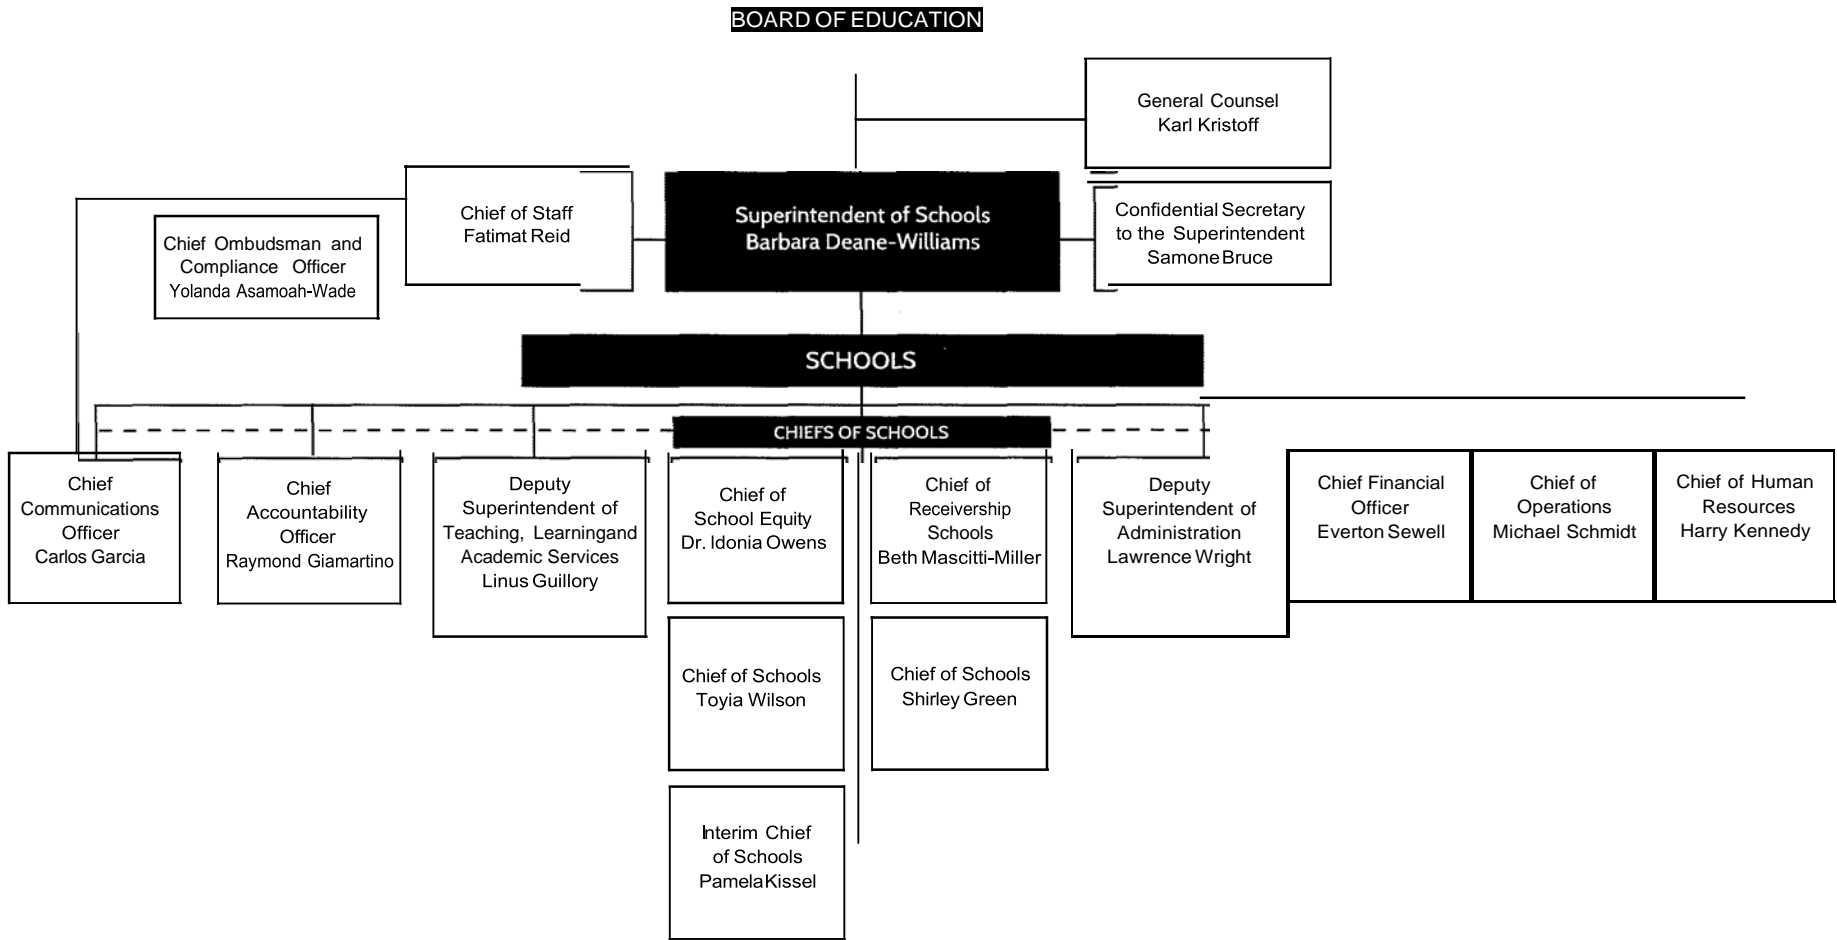 BOARD OF EDUCATION
General Counsel
Karl Kristoff
Chief of Staff
Fatimat Reid
Superintendent of Schools
Barbara Deane-Williams
Confidential Secretary
to the Superintendent
Samone Bruce
Chief Ombudsman and
Compliance Officer
Yolanda Asamoah-Wade
SCHOOLS
CHIEFS OF SCHOOLS
Chief
Communications
Officer
Carlos Garcia
Chief
Accountability
Officer
Raymond Giamartino
Deputy
Superintendent of
Teaching, Learningand
Academic Services
Linus Guillory
Chief of
School Equity
Dr. Idonia Owens
Chief of
Receivership
Schools
Beth Mascitti-Miller
Deputy
Superintendent of
Administration
Lawrence Wright
Chief Financial
Officer
Everton Sewell
Chief of
Operations
Michael Schmidt
Chief of Human
Resources
Harry Kennedy
Chief of Schools
Toyia Wilson
Chief of Schools
Shirley Green
Interim Chief
of Schools
Pamela Kissel